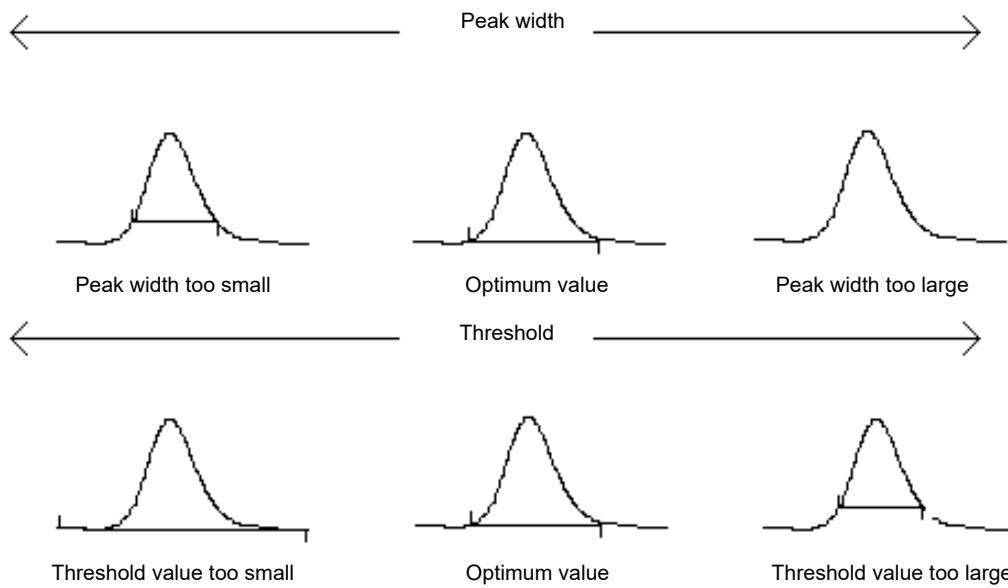 Peak width
Peak width too small
Optimum value
Peak width too large
Threshold
Threshold value too small
Optimum value
Threshold value too large